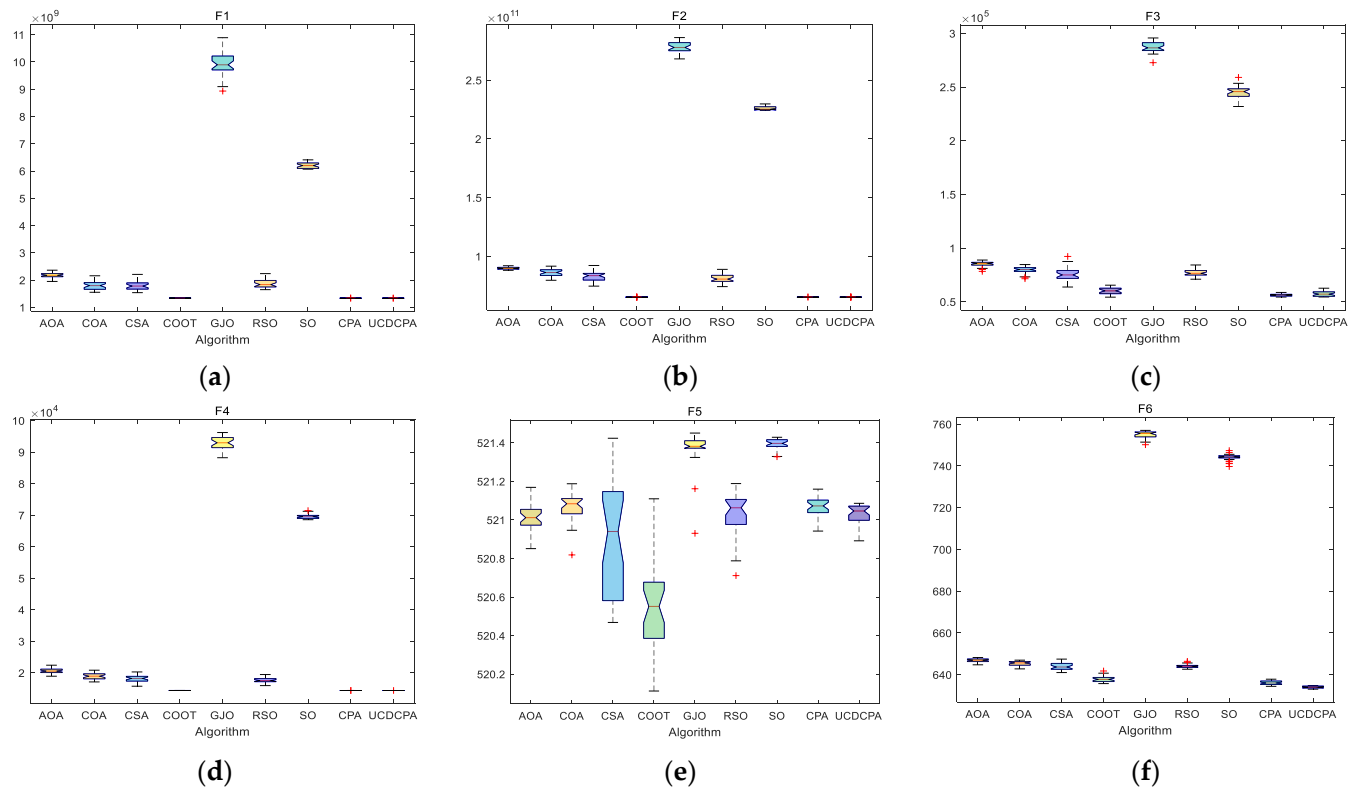 F1
×10^9
11
10
9
8
7
6
5
4
3
2
1
AOA COA CSA COOT GJO RSO SO CPA UCDCPA
Algorithm
(a)
F2
×10^11
2.5
2
1.5
1
AOA COA CSA COOT GJO RSO SO CPA UCDCPA
Algorithm
(b)
F3
×10^5
3
2.5
2
1.5
1
0.5
AOA COA CSA COOT GJO RSO SO CPA UCDCPA
Algorithm
(c)
F4
×10^4
10
9
8
7
6
5
4
3
2
AOA COA CSA COOT GJO RSO SO CPA UCDCPA
Algorithm
(d)
F5
521.4
521.2
521
520.8
520.6
520.4
520.2
AOA COA CSA COOT GJO RSO SO CPA UCDCPA
Algorithm
(e)
F6
760
740
720
700
680
660
640
AOA COA CSA COOT GJO RSO SO CPA UCDCPA
Algorithm
(f)